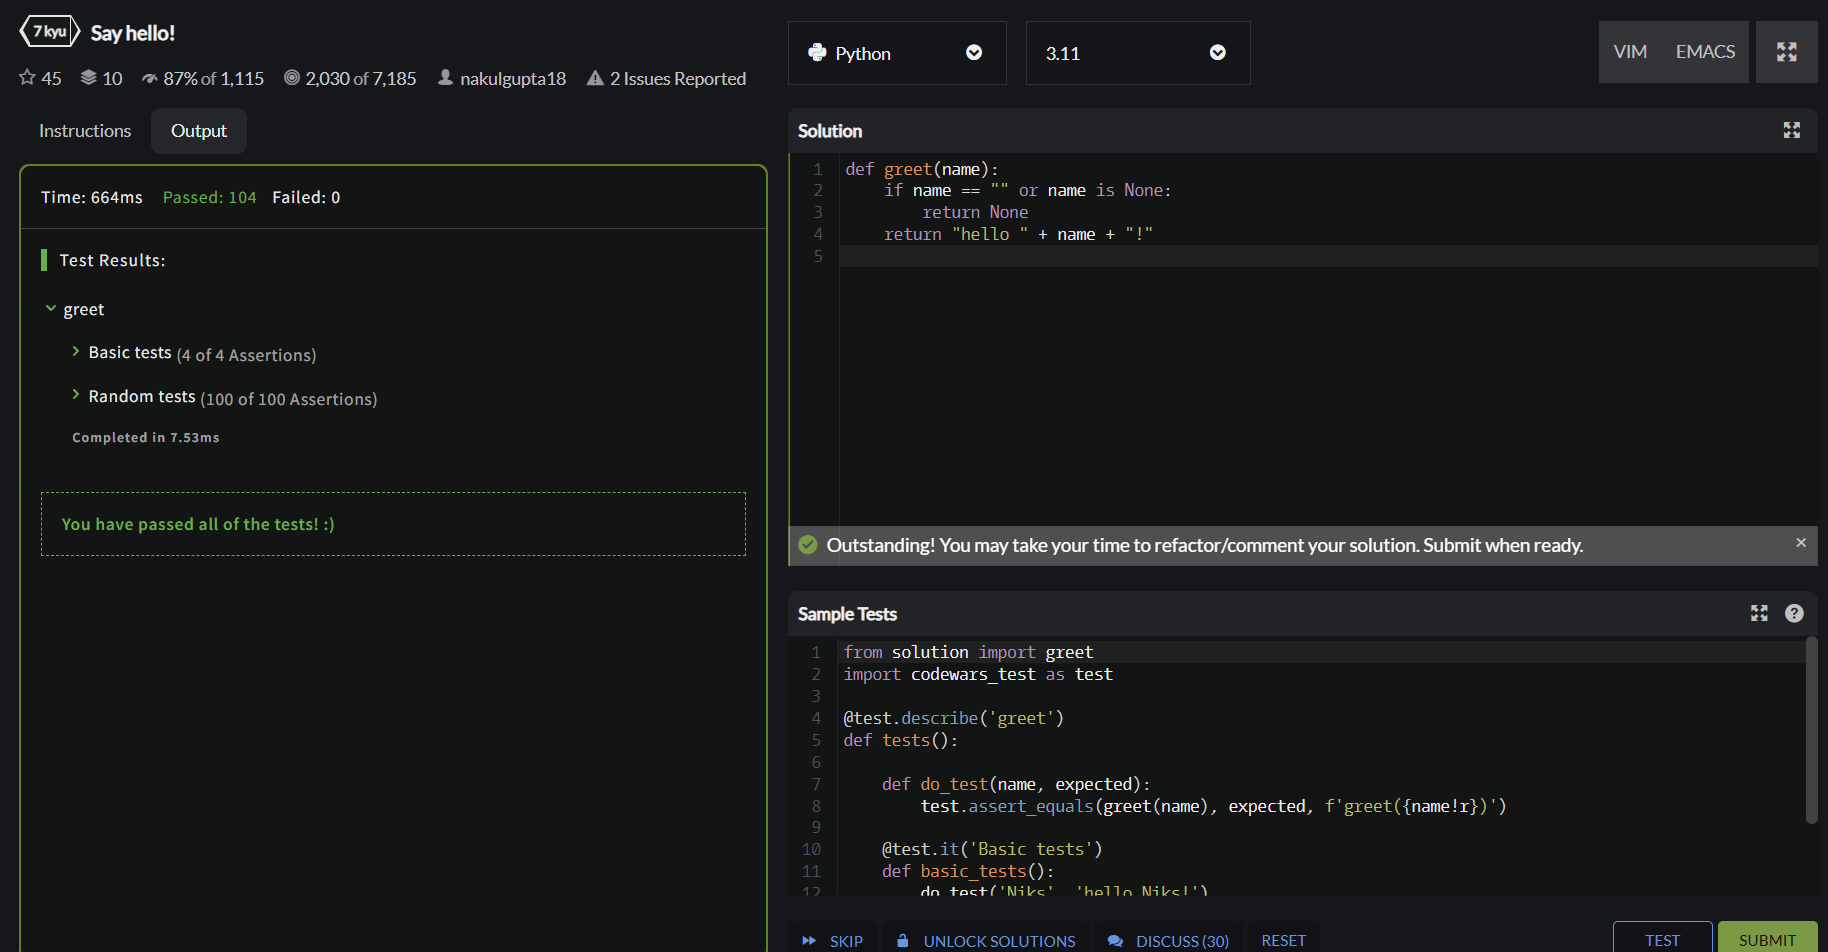 7 kyu Say hello!
45 10 87% of 1,115 2,030 of 7,185 nakulgupta18 2 Issues Reported
Instructions Output
Time: 664ms Passed: 104 Failed: 0
Test Results:
greet
Basic tests (4 of 4 Assertions)
Random tests (100 of 100 Assertions)
Completed in 7.53ms
You have passed all of the tests! :)
Python 3.11 VIM EMACS
Solution
1 def greet(name):
2     if name == "" or name is None:
3         return None
4     return "hello " + name + "!"
5
Outstanding! You may take your time to refactor/comment your solution. Submit when ready. ×
Sample Tests ?
1 from solution import greet
2 import codewars_test as test
3
4 @test.describe('greet')
5 def tests():
6
7     def do_test(name, expected):
8         test.assert_equals(greet(name), expected, f'greet({name!r})')
9
10     @test.it('Basic tests')
11     def basic_tests():
12         do_test('Niks', 'hello Niks!')
SKIP UNLOCK SOLUTIONS DISCUSS (30) RESET TEST SUBMIT